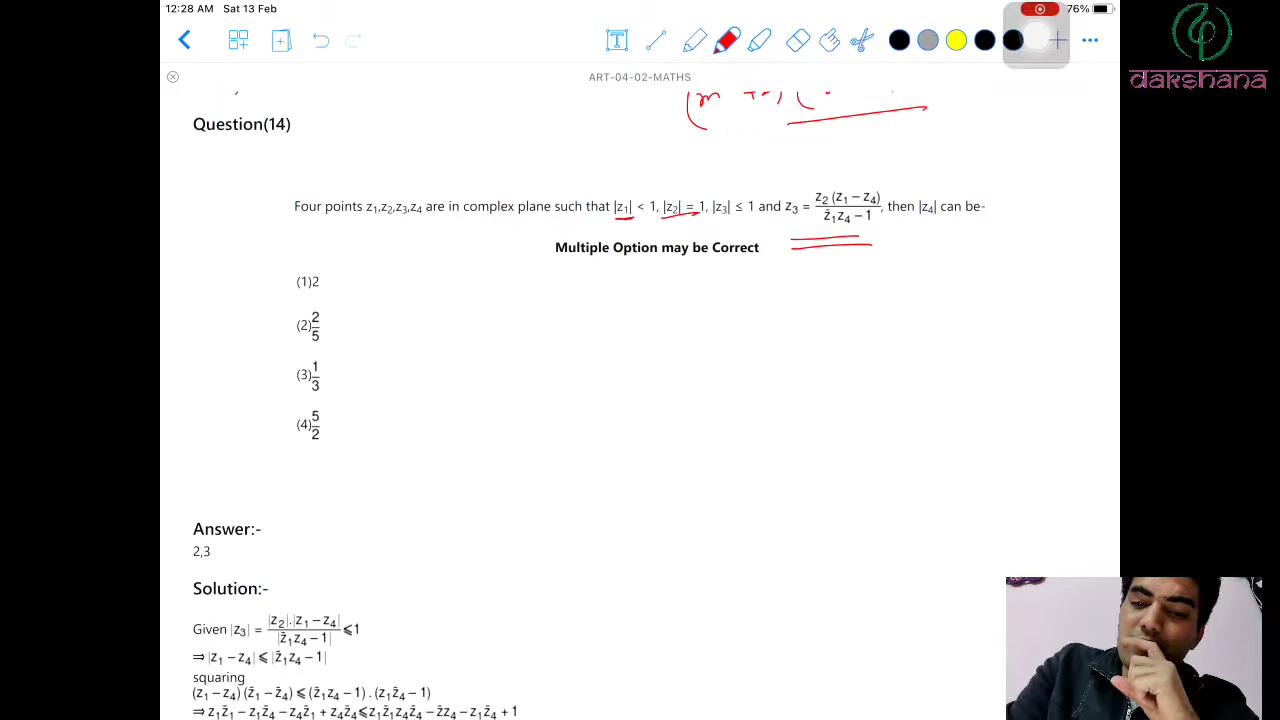 12:28 AM Sat 13 Feb
76%
dakshana
ART-04-02-MATHS
Question(14)
Four points z₁,z₂,z₃,z₄ are in complex plane such that |z₁| < 1, |z₂| = 1, |z₃| ≤ 1 and z₃ = z₂ (z₁ − z₄) / z̄₁z₄ − 1, then |z₄| can be-
Multiple Option may be Correct
(1)2
(2)2/5
(3)1/3
(4)5/2
Answer:-
2,3
Solution:-
Given |z₃| = |z₂|.|z₁ − z₄| / |z̄₁z₄ − 1| ⩽1
⇒ |z₁ − z₄| ⩽ |z̄₁z₄ − 1|
squaring
(z₁ − z₄) (z̄₁ − z̄₄) ⩽ (z̄₁z₄ − 1) . (z₁z̄₄ − 1)
⇒ z₁z̄₁ − z₁z̄₄ − z₄z̄₁ + z₄z̄₄ ⩽ z₁z̄₁z₄z̄₄ − z̄z₄ − z₁z̄₄ + 1